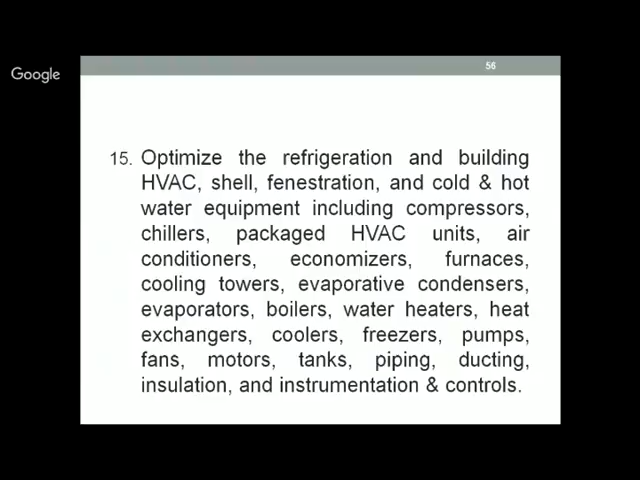 Google
56
15. Optimize the refrigeration and building
HVAC, shell, fenestration, and cold & hot
water equipment including compressors,
chillers, packaged HVAC units, air
conditioners, economizers, furnaces,
cooling towers, evaporative condensers,
evaporators, boilers, water heaters, heat
exchangers, coolers, freezers, pumps,
fans, motors, tanks, piping, ducting,
insulation, and instrumentation & controls.